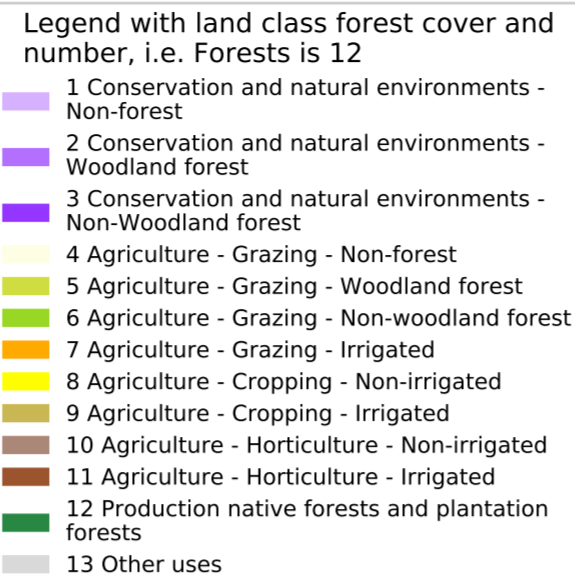 Legend with land class forest cover and
number, i.e. Forests is 12
1 Conservation and natural environments -
Non-forest
2 Conservation and natural environments -
Woodland forest
3 Conservation and natural environments -
Non-Woodland forest
4 Agriculture - Grazing - Non-forest
5 Agriculture - Grazing - Woodland forest
6 Agriculture - Grazing - Non-woodland forest
7 Agriculture - Grazing - Irrigated
8 Agriculture - Cropping - Non-irrigated
9 Agriculture - Cropping - Irrigated
10 Agriculture - Horticulture - Non-irrigated
11 Agriculture - Horticulture - Irrigated
12 Production native forests and plantation
forests
13 Other uses